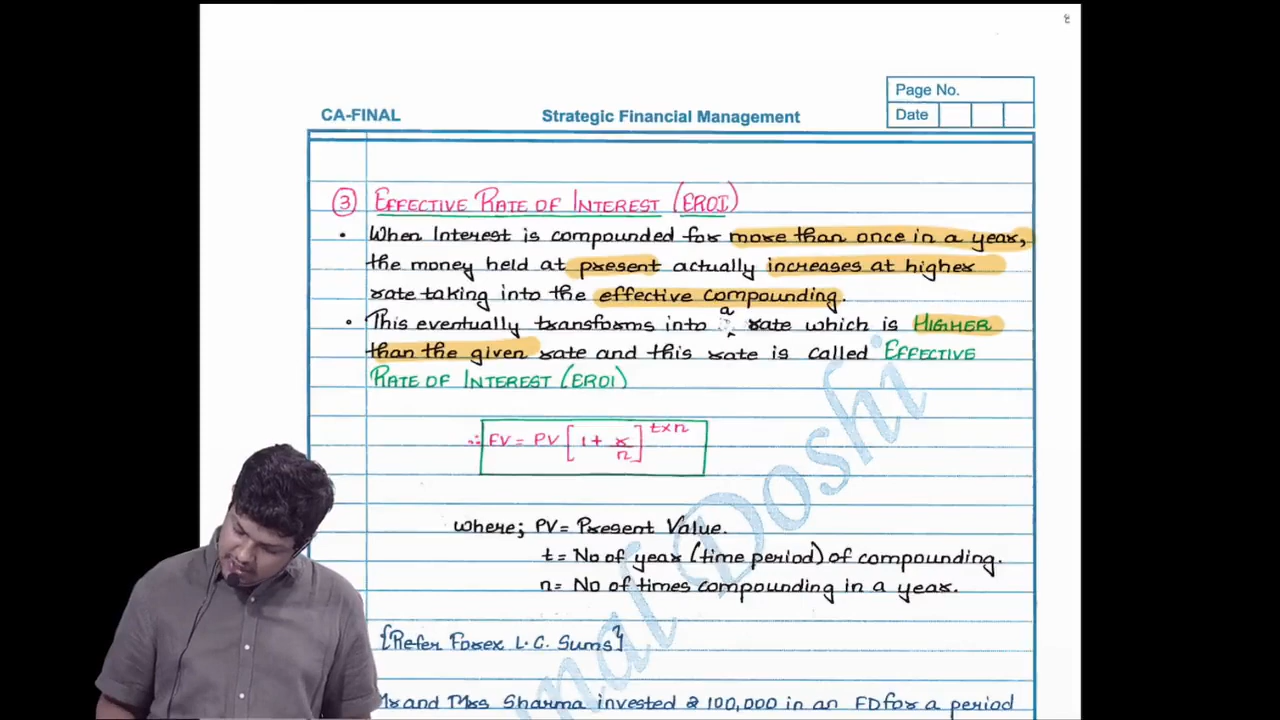 8
Page No.
CA-FINAL Strategic Financial Management Date
③ EFFECTIVE RATE OF INTEREST (EROI)
• When Interest is compounded for more than once in a year,
the money held at present actually increases at higher
rate taking into the effective compounding.
• This eventually transforms into a rate which is HIGHER
than the given rate and this rate is called EFFECTIVE
RATE OF INTEREST (EROI)
∴ FV = PV [1 + r/n]^t×n
where; PV = Present Value.
t = No of year (time period) of compounding.
n = No of times compounding in a year.
{Refer Forex L.C. Sums}
Mr and Mrs Sharma invested 100,000 in an FD for a period
nal Doshi